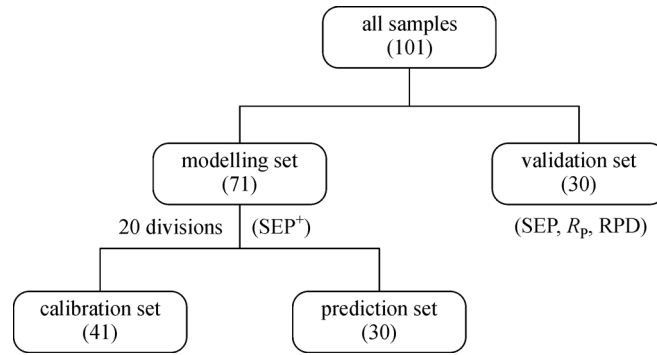 all samples
(101)
modelling set
(71)
validation set
(30)
20 divisions (SEP⁺)
(SEP, R_P, RPD)
calibration set
(41)
prediction set
(30)